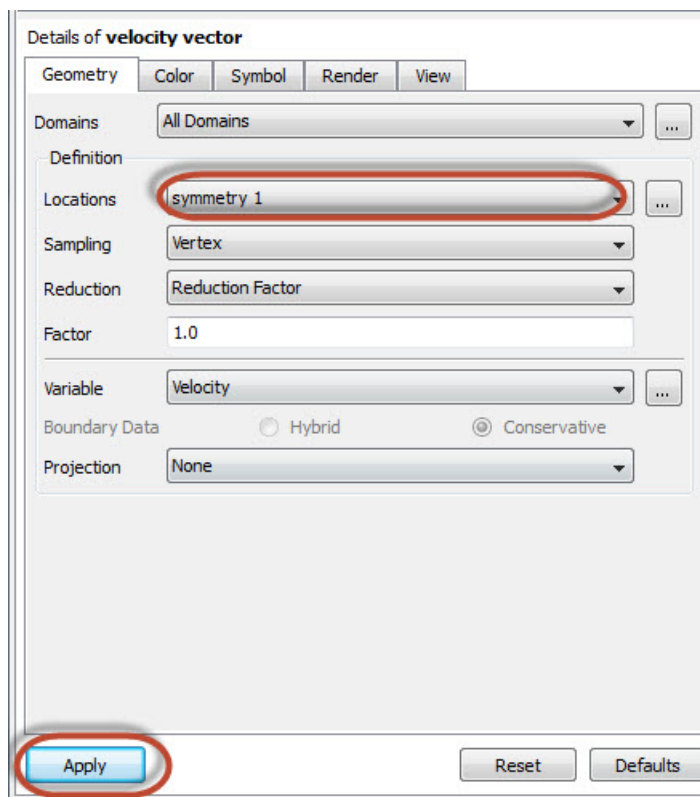 Details of velocity vector
Geometry Color Symbol Render View
Domains All Domains ...
Definition
Locations symmetry 1 ...
Sampling Vertex
Reduction Reduction Factor
Factor 1.0
Variable Velocity ...
Boundary Data Hybrid Conservative
Projection None
Apply Reset Defaults